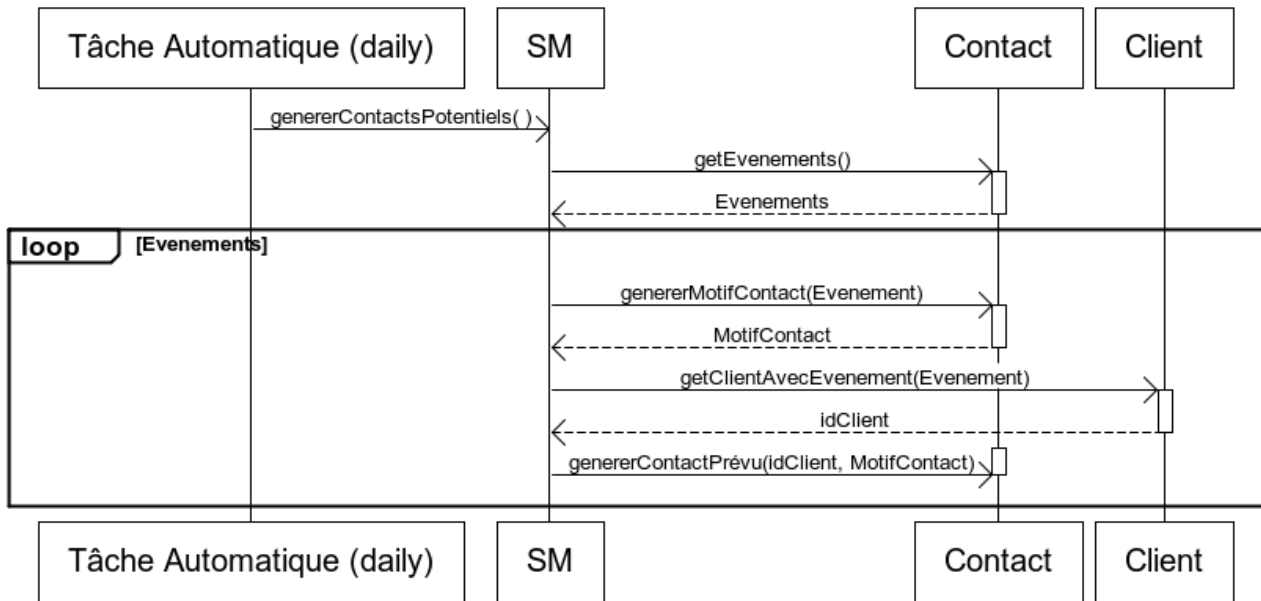 Tâche Automatique (daily) SM Contact Client
genererContactsPotentiels( )
getEvenements()
Evenements
loop [Evenements]
genererMotifContact(Evenement)
MotifContact
getClientAvecEvenement(Evenement)
idClient
genererContactPrévu(idClient, MotifContact)
Tâche Automatique (daily) SM Contact Client